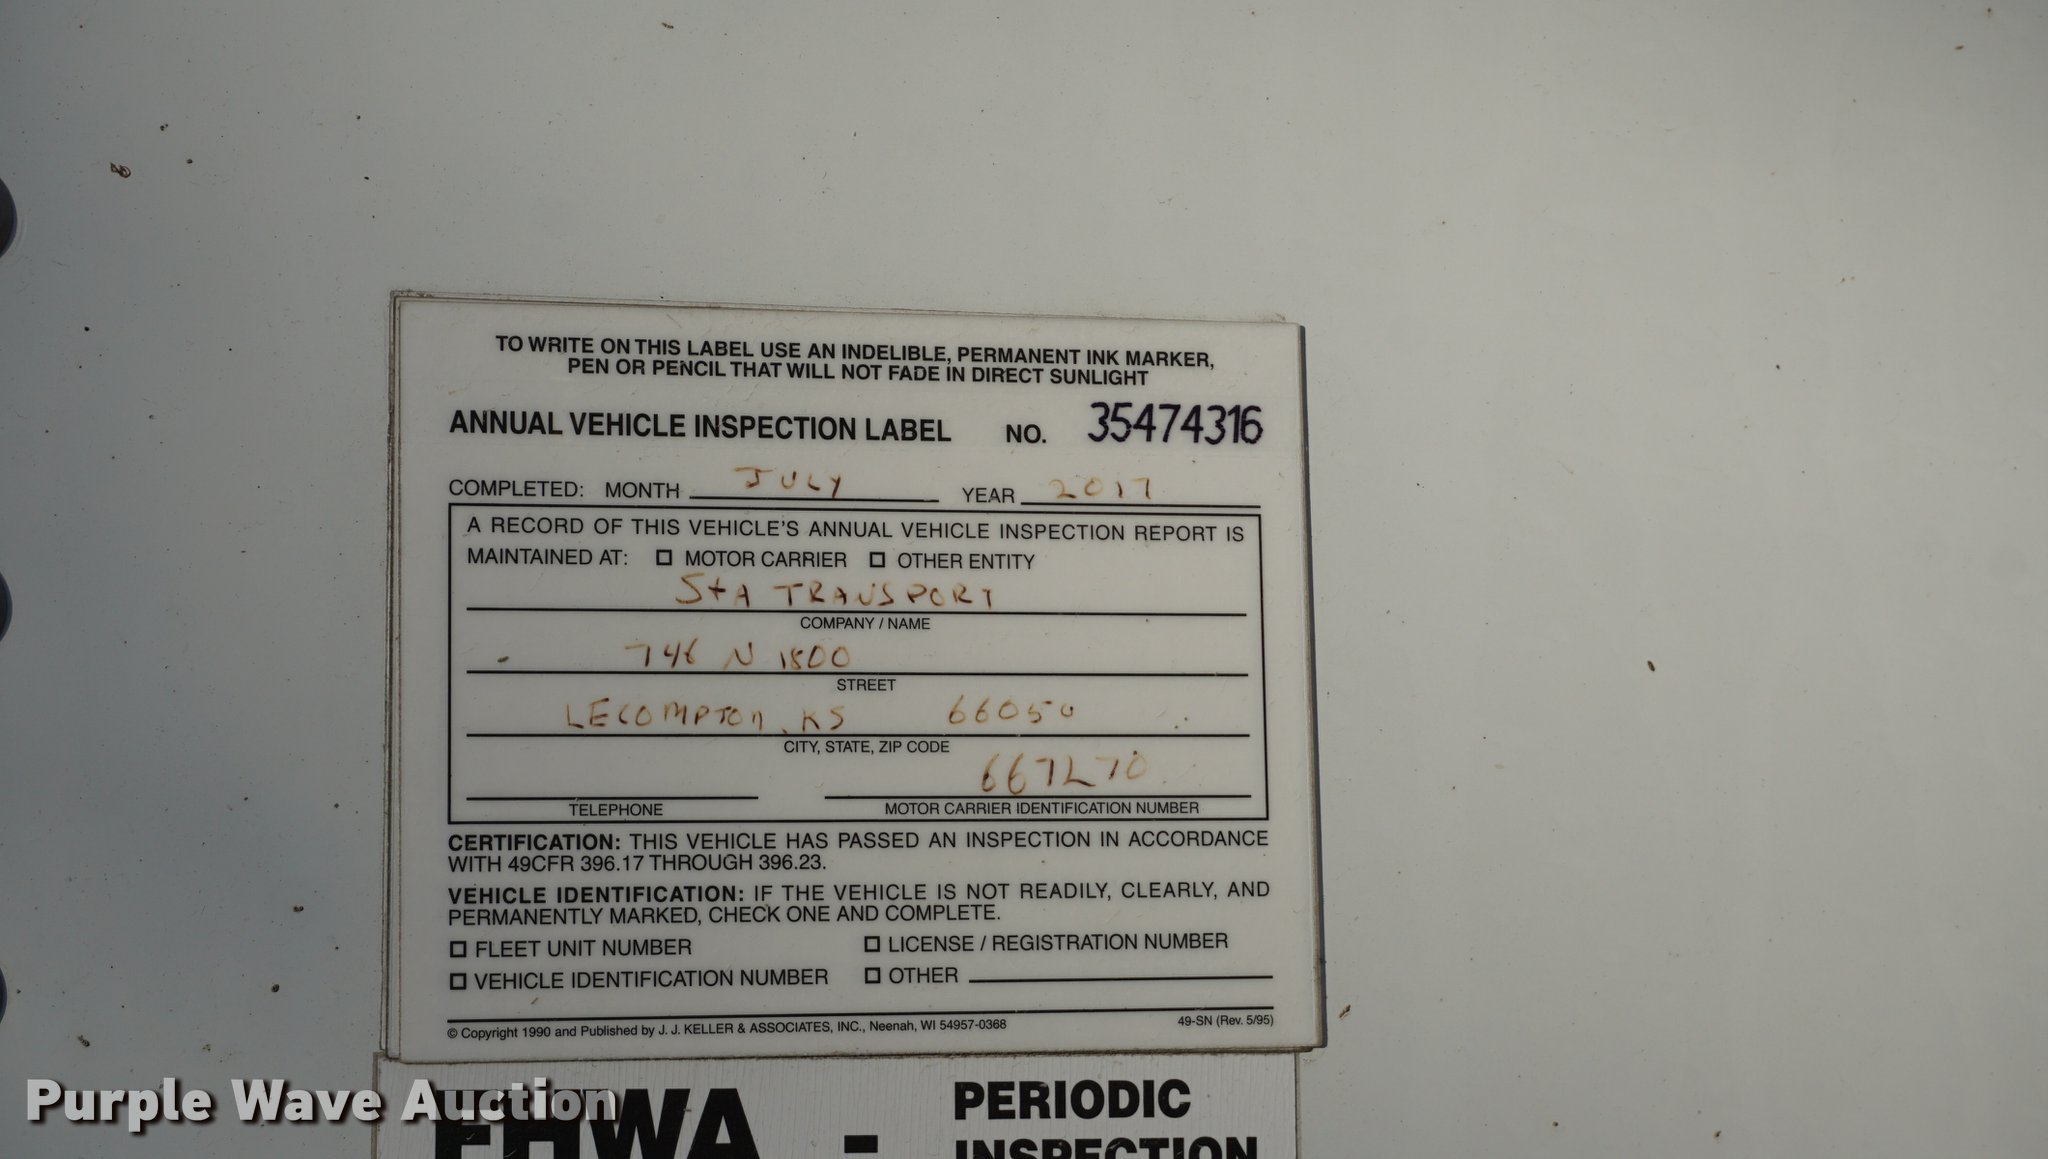 TO WRITE ON THIS LABEL USE AN INDELIBLE, PERMANENT INK MARKER,
PEN OR PENCIL THAT WILL NOT FADE IN DIRECT SUNLIGHT
ANNUAL VEHICLE INSPECTION LABEL NO. 35474316
COMPLETED: MONTH JULY YEAR 2017
A RECORD OF THIS VEHICLE'S ANNUAL VEHICLE INSPECTION REPORT IS
MAINTAINED AT: MOTOR CARRIER OTHER ENTITY
S+A TRANSPORT
COMPANY / NAME
746 N 1800
STREET
LECOMPTON, KS 66050
CITY, STATE, ZIP CODE
667270
TELEPHONE MOTOR CARRIER IDENTIFICATION NUMBER
CERTIFICATION: THIS VEHICLE HAS PASSED AN INSPECTION IN ACCORDANCE
WITH 49CFR 396.17 THROUGH 396.23.
VEHICLE IDENTIFICATION: IF THE VEHICLE IS NOT READILY, CLEARLY, AND
PERMANENTLY MARKED, CHECK ONE AND COMPLETE.
FLEET UNIT NUMBER LICENSE / REGISTRATION NUMBER
VEHICLE IDENTIFICATION NUMBER OTHER
© Copyright 1990 and Published by J. J. KELLER & ASSOCIATES, INC., Neenah, WI 54957-0368 49-SN (Rev. 5/95)
FHWA - PERIODIC
INSPECTION
Purple Wave Auction